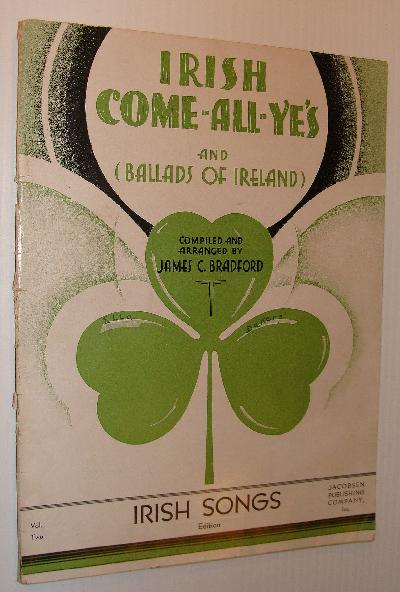 IRISH
COME-ALL-YE'S
AND
(BALLADS OF IRELAND)
COMPILED AND
ARRANGED BY
JAMES C. BRADFORD
IRISH SONGS
Edition
Vol.
Two
JACOBSEN
PUBLISHING
COMPANY,
Inc.